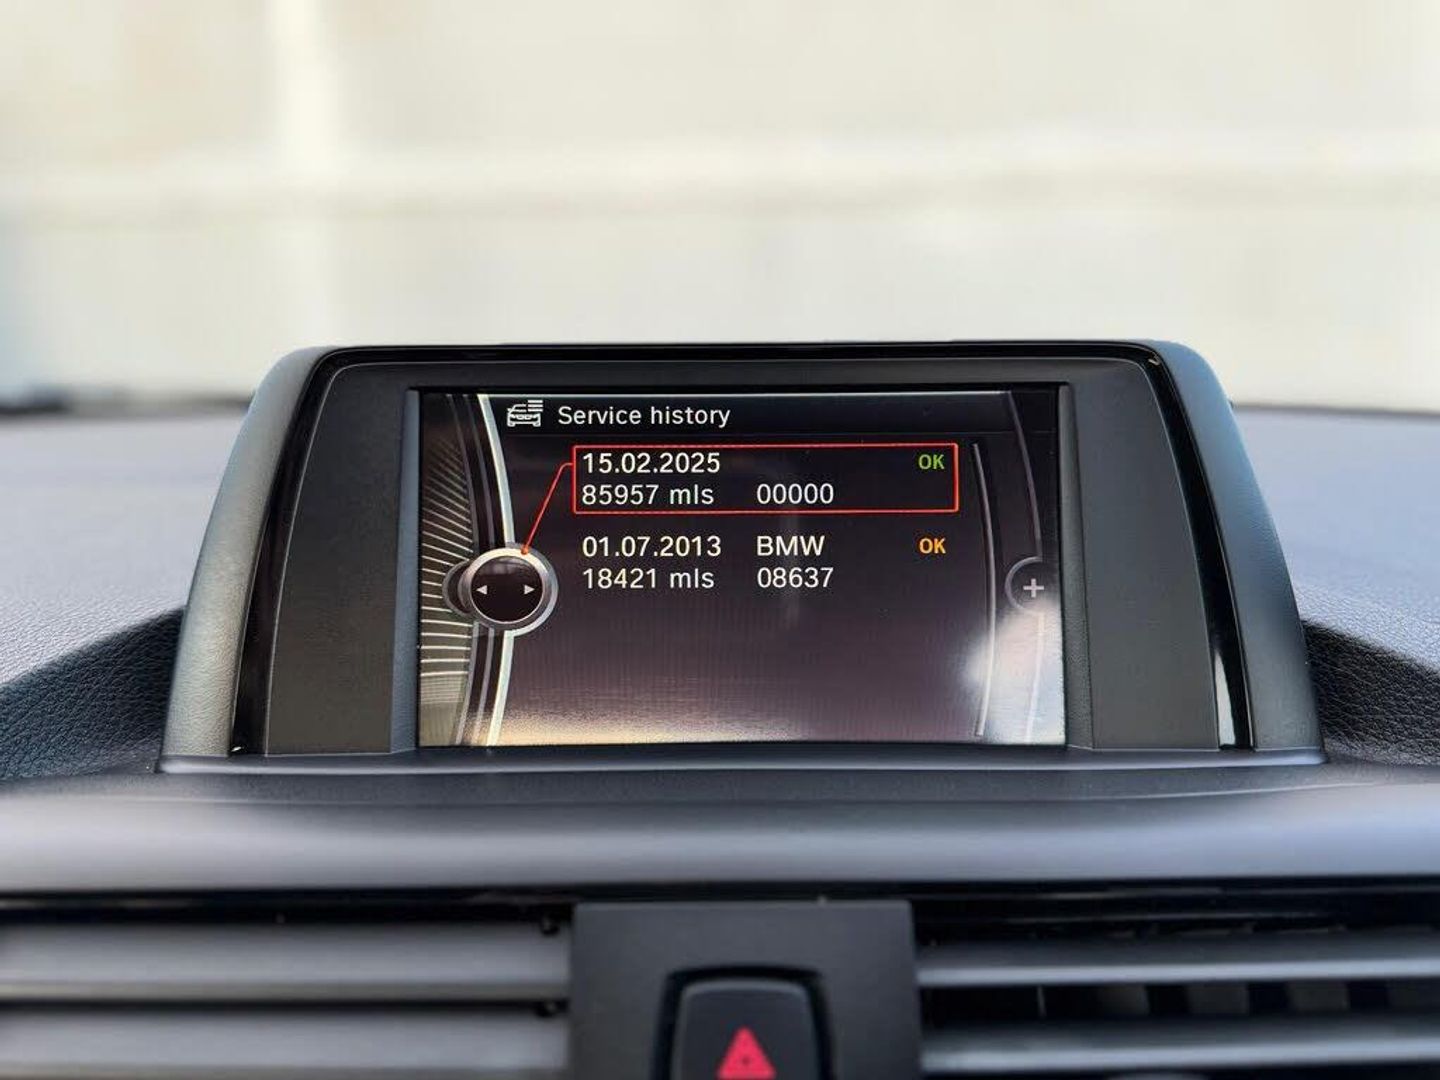 Service history
15.02.2025 OK
85957 mls 00000
01.07.2013 BMW OK
18421 mls 08637